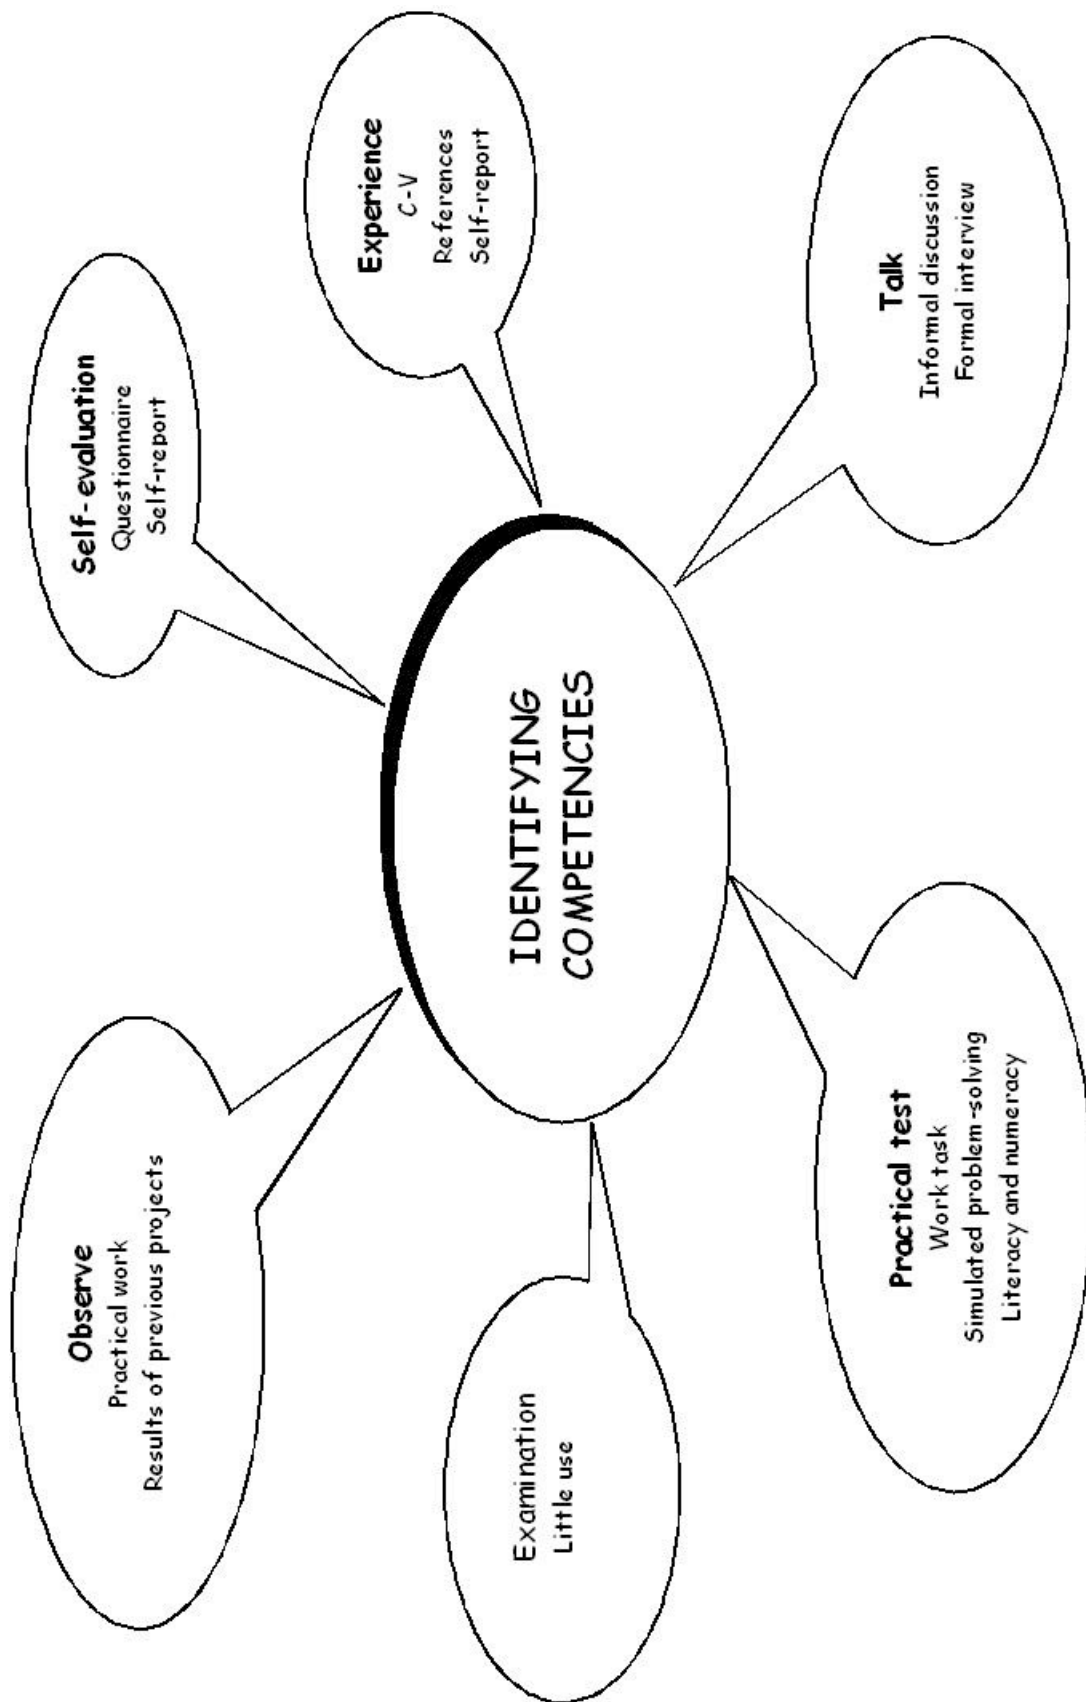 Observe
Practical work
Results of previous projects
Self-evaluation
Questionnaire
Self-report
Examination
Little use
IDENTIFYING
COMPETENCIES
Experience
C-V
References
Self-report
Practical test
Work task
Simulated problem-solving
Literacy and numeracy
Talk
Informal discussion
Formal interview